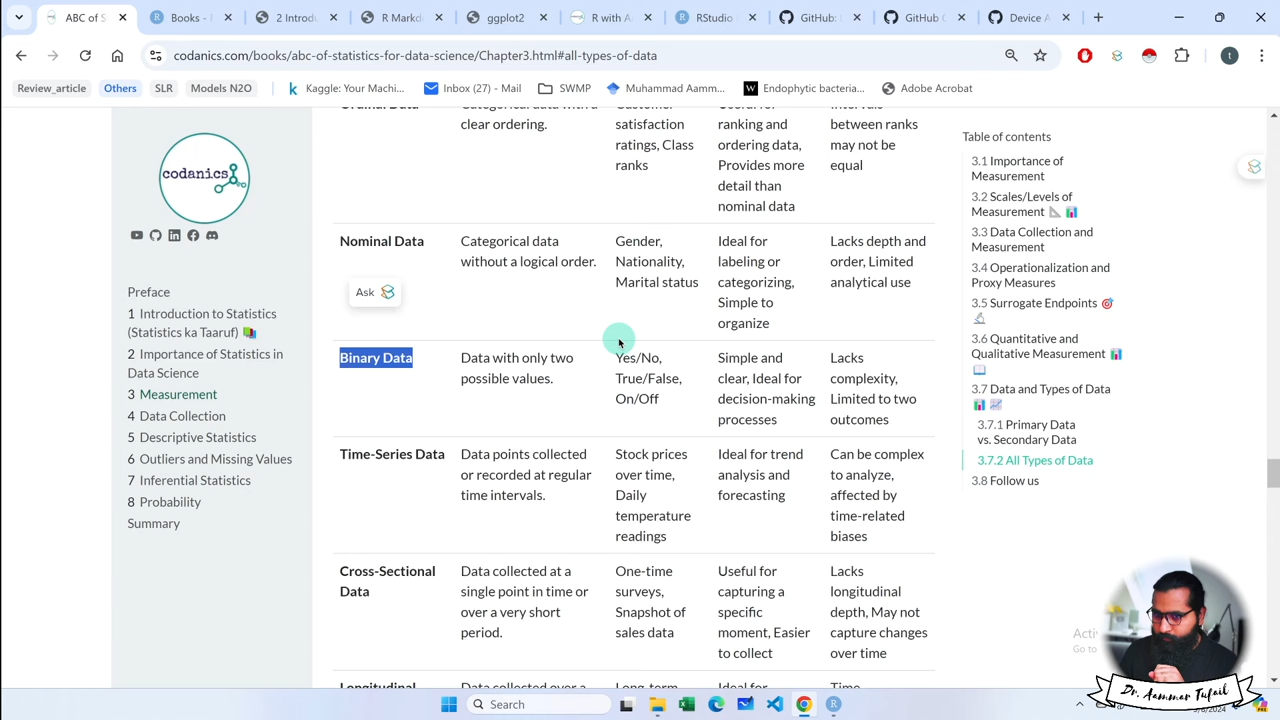 ABC of S
Books -
2 Introdu
R Markdo
ggplot2
R with A
RStudio
GitHub:
GitHub C
Device A
codanics.com/books/abc-of-statistics-for-data-science/Chapter3.html#all-types-of-data
t
Review_article
Others
SLR
Models N2O
Kaggle: Your Machi...
Inbox (27) - Mail
SWMP
Muhammad Aamm...
Endophytic bacteria...
Adobe Acrobat
codanics
Preface
1 Introduction to Statistics
(Statistics ka Taaruf)
2 Importance of Statistics in
Data Science
3 Measurement
4 Data Collection
5 Descriptive Statistics
6 Outliers and Missing Values
7 Inferential Statistics
8 Probability
Summary
Ordinal Data
Categorical data with a
clear ordering.
Customer
satisfaction
ratings, Class
ranks
Useful for
ranking and
ordering data,
Provides more
detail than
nominal data
Intervals
between ranks
may not be
equal
Nominal Data
Categorical data
without a logical order.
Gender,
Nationality,
Marital status
Ideal for
labeling or
categorizing,
Simple to
organize
Lacks depth and
order, Limited
analytical use
Ask
Binary Data
Data with only two
possible values.
Yes/No,
True/False,
On/Off
Simple and
clear, Ideal for
decision-making
processes
Lacks
complexity,
Limited to two
outcomes
Time-Series Data
Data points collected
or recorded at regular
time intervals.
Stock prices
over time,
Daily
temperature
readings
Ideal for trend
analysis and
forecasting
Can be complex
to analyze,
affected by
time-related
biases
Cross-Sectional
Data
Data collected at a
single point in time or
over a very short
period.
One-time
surveys,
Snapshot of
sales data
Useful for
capturing a
specific
moment, Easier
to collect
Lacks
longitudinal
depth, May not
capture changes
over time
Longitudinal
Table of contents
3.1 Importance of
Measurement
3.2 Scales/Levels of
Measurement
3.3 Data Collection and
Measurement
3.4 Operationalization and
Proxy Measures
3.5 Surrogate Endpoints
3.6 Quantitative and
Qualitative Measurement
3.7 Data and Types of Data
3.7.1 Primary Data
vs. Secondary Data
3.7.2 All Types of Data
3.8 Follow us
Acti
Go to
Dr. Aammar Tufail
Search